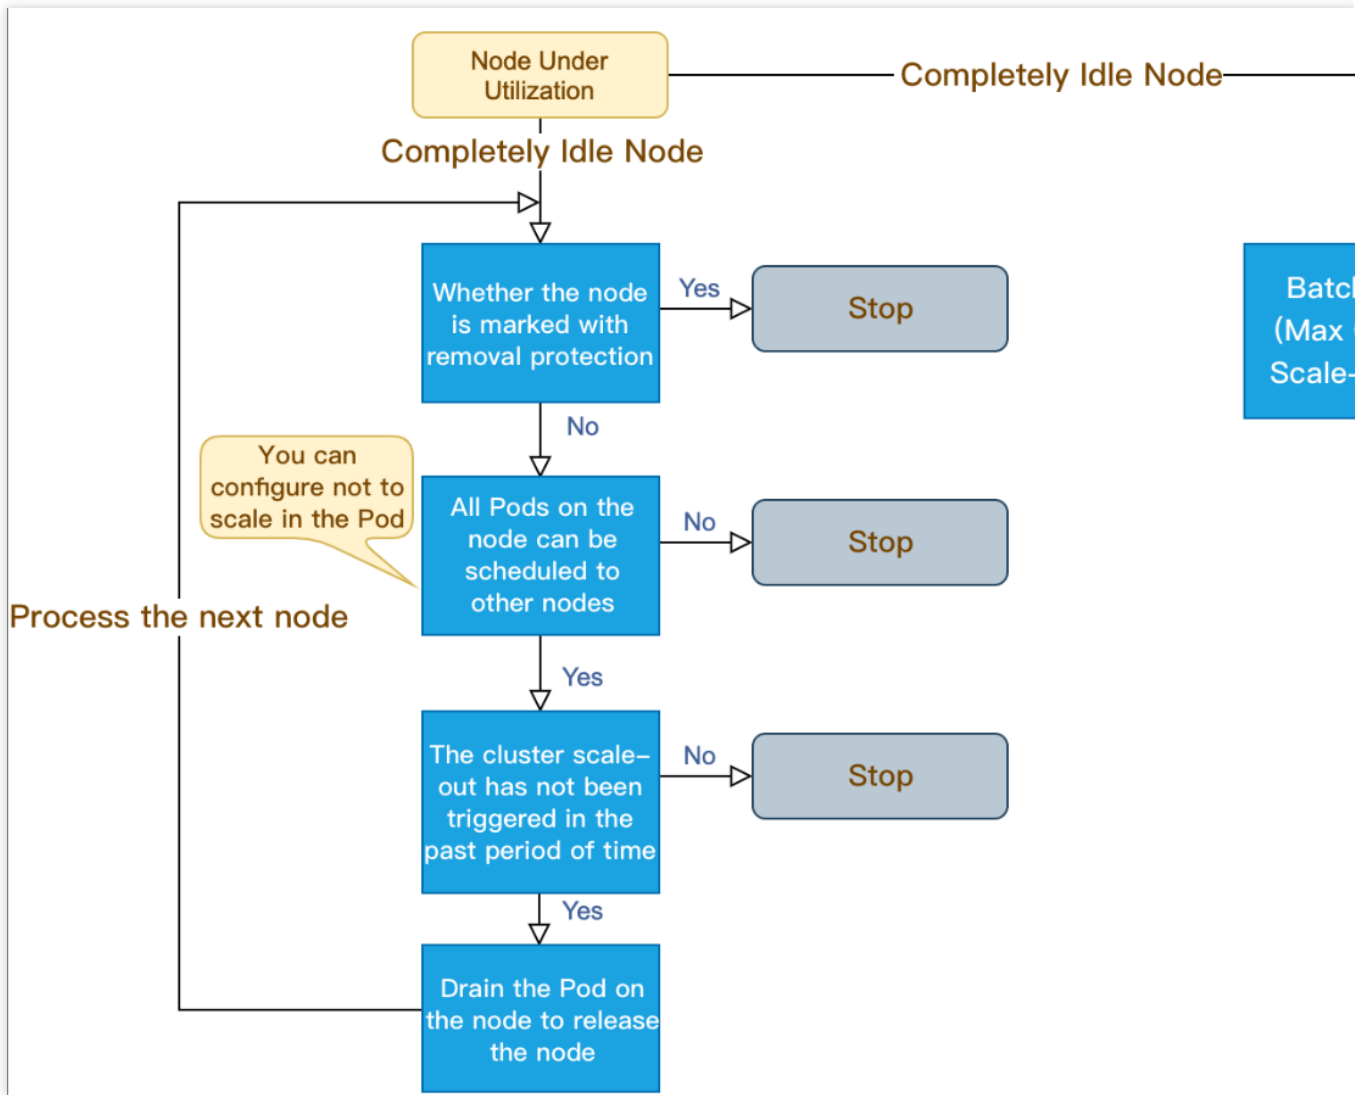 Node Under
Utilization
Completely Idle Node
Completely Idle Node
Whether the node
is marked with
removal protection
Yes
Stop
Batch
(Max
Scale-
No
You can
configure not to
scale in the Pod
All Pods on the
node can be
scheduled to
other nodes
No
Stop
Process the next node
Yes
The cluster scale-
out has not been
triggered in the
past period of time
No
Stop
Yes
Drain the Pod on
the node to release
the node